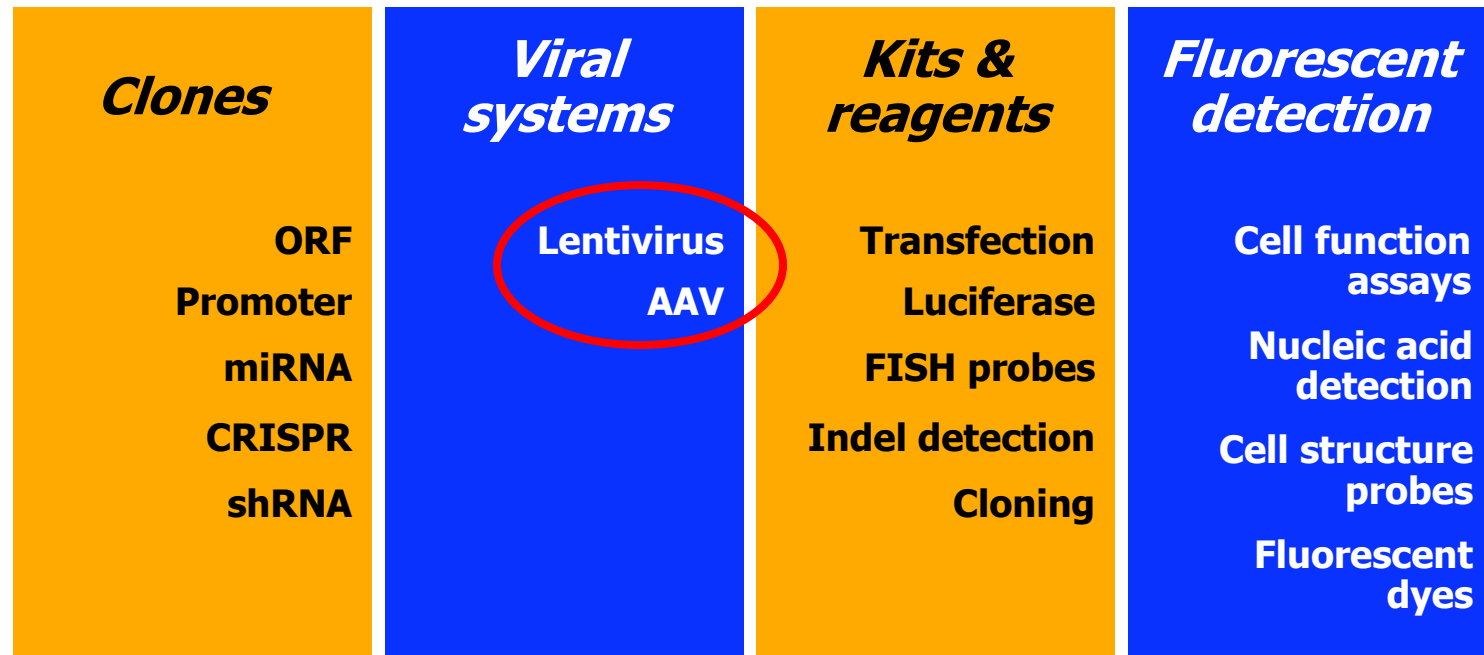 Clones
ORF
Promoter
miRNA
CRISPR
shRNA
Viral
systems
Lentivirus
AAV
Kits &
reagents
Transfection
Luciferase
FISH probes
Indel detection
Cloning
Fluorescent
detection
Cell function
assays
Nucleic acid
detection
Cell structure
probes
Fluorescent
dyes